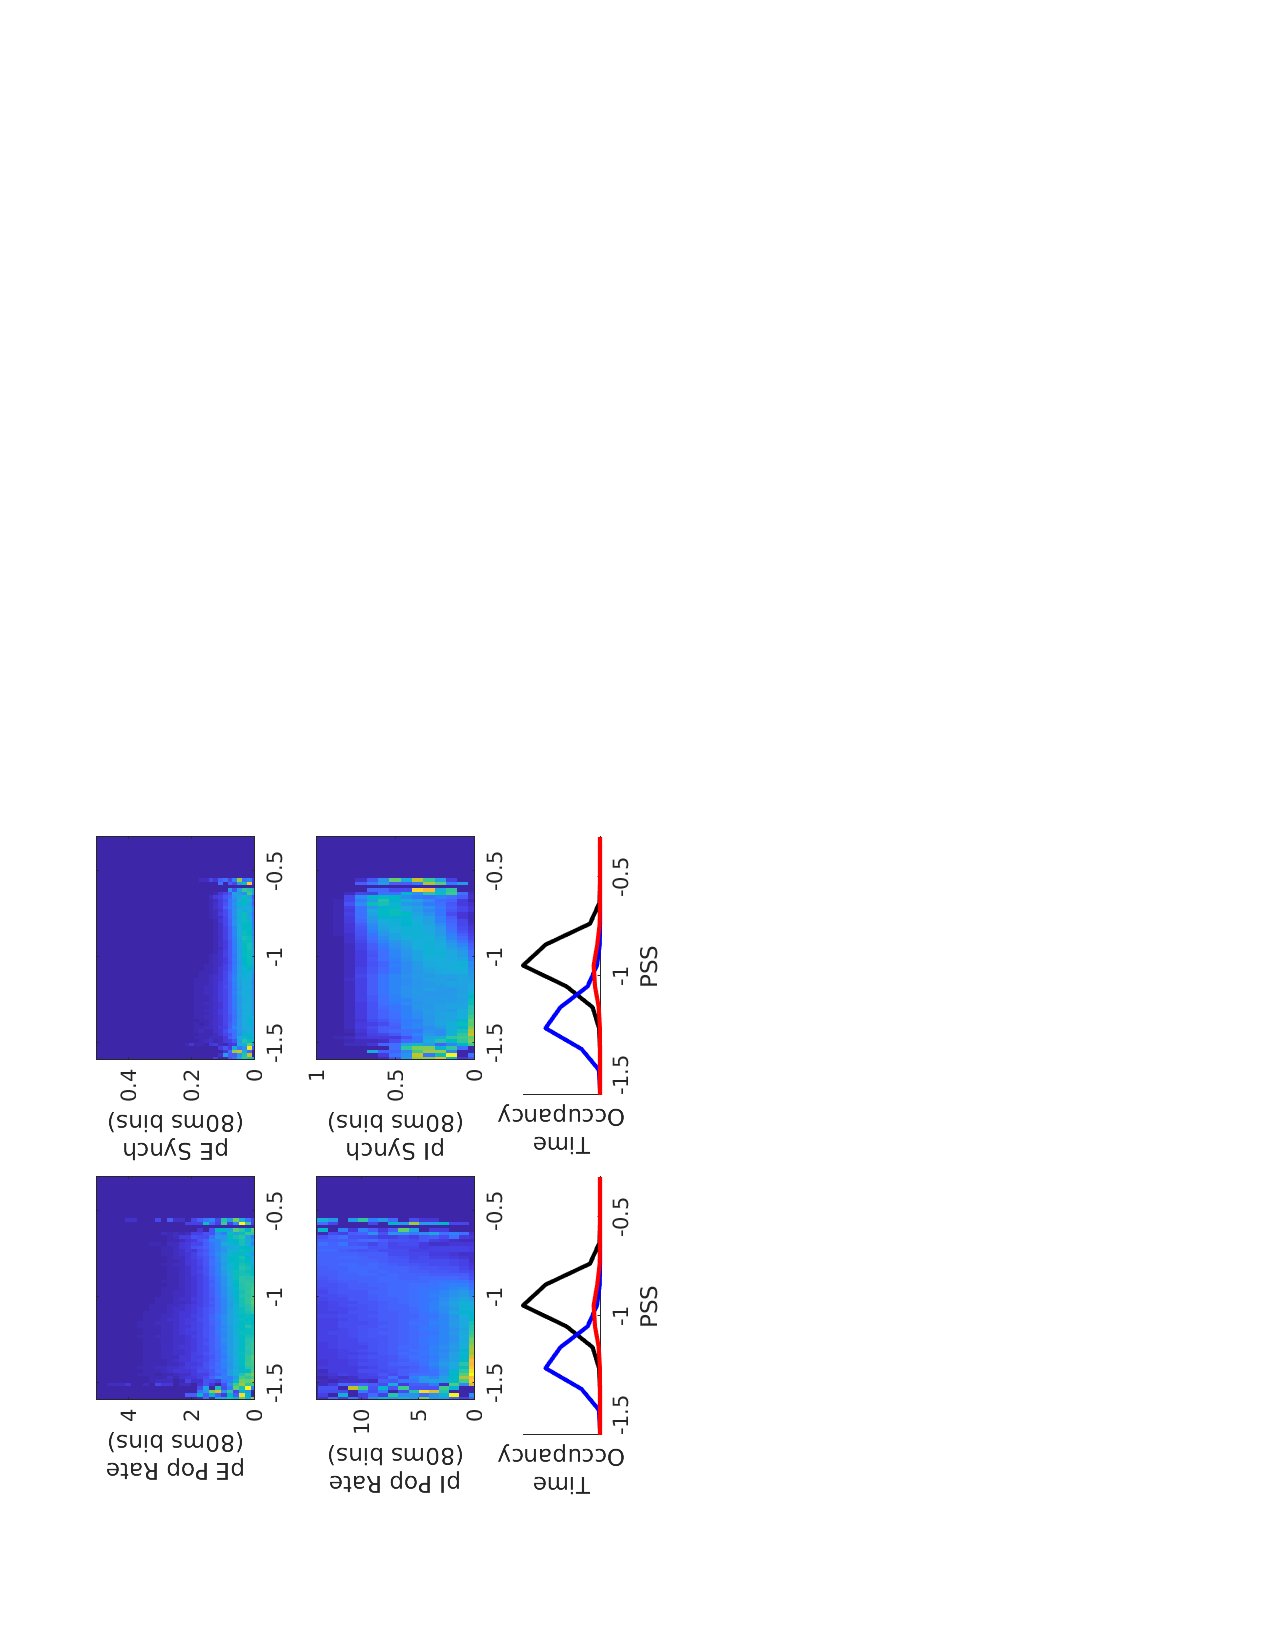 pE Pop Rate
(80ms bins)
4
2
0
-1.5 -1 -0.5
pE Synch
(80ms bins)
0.4
0.2
0
-1.5 -1 -0.5
pI Pop Rate
(80ms bins)
10
5
0
-1.5 -1 -0.5
pI Synch
(80ms bins)
1
0.5
0
-1.5 -1 -0.5
Time
Occupancy
-1.5 -1 -0.5
PSS
Time
Occupancy
-1.5 -1 -0.5
PSS